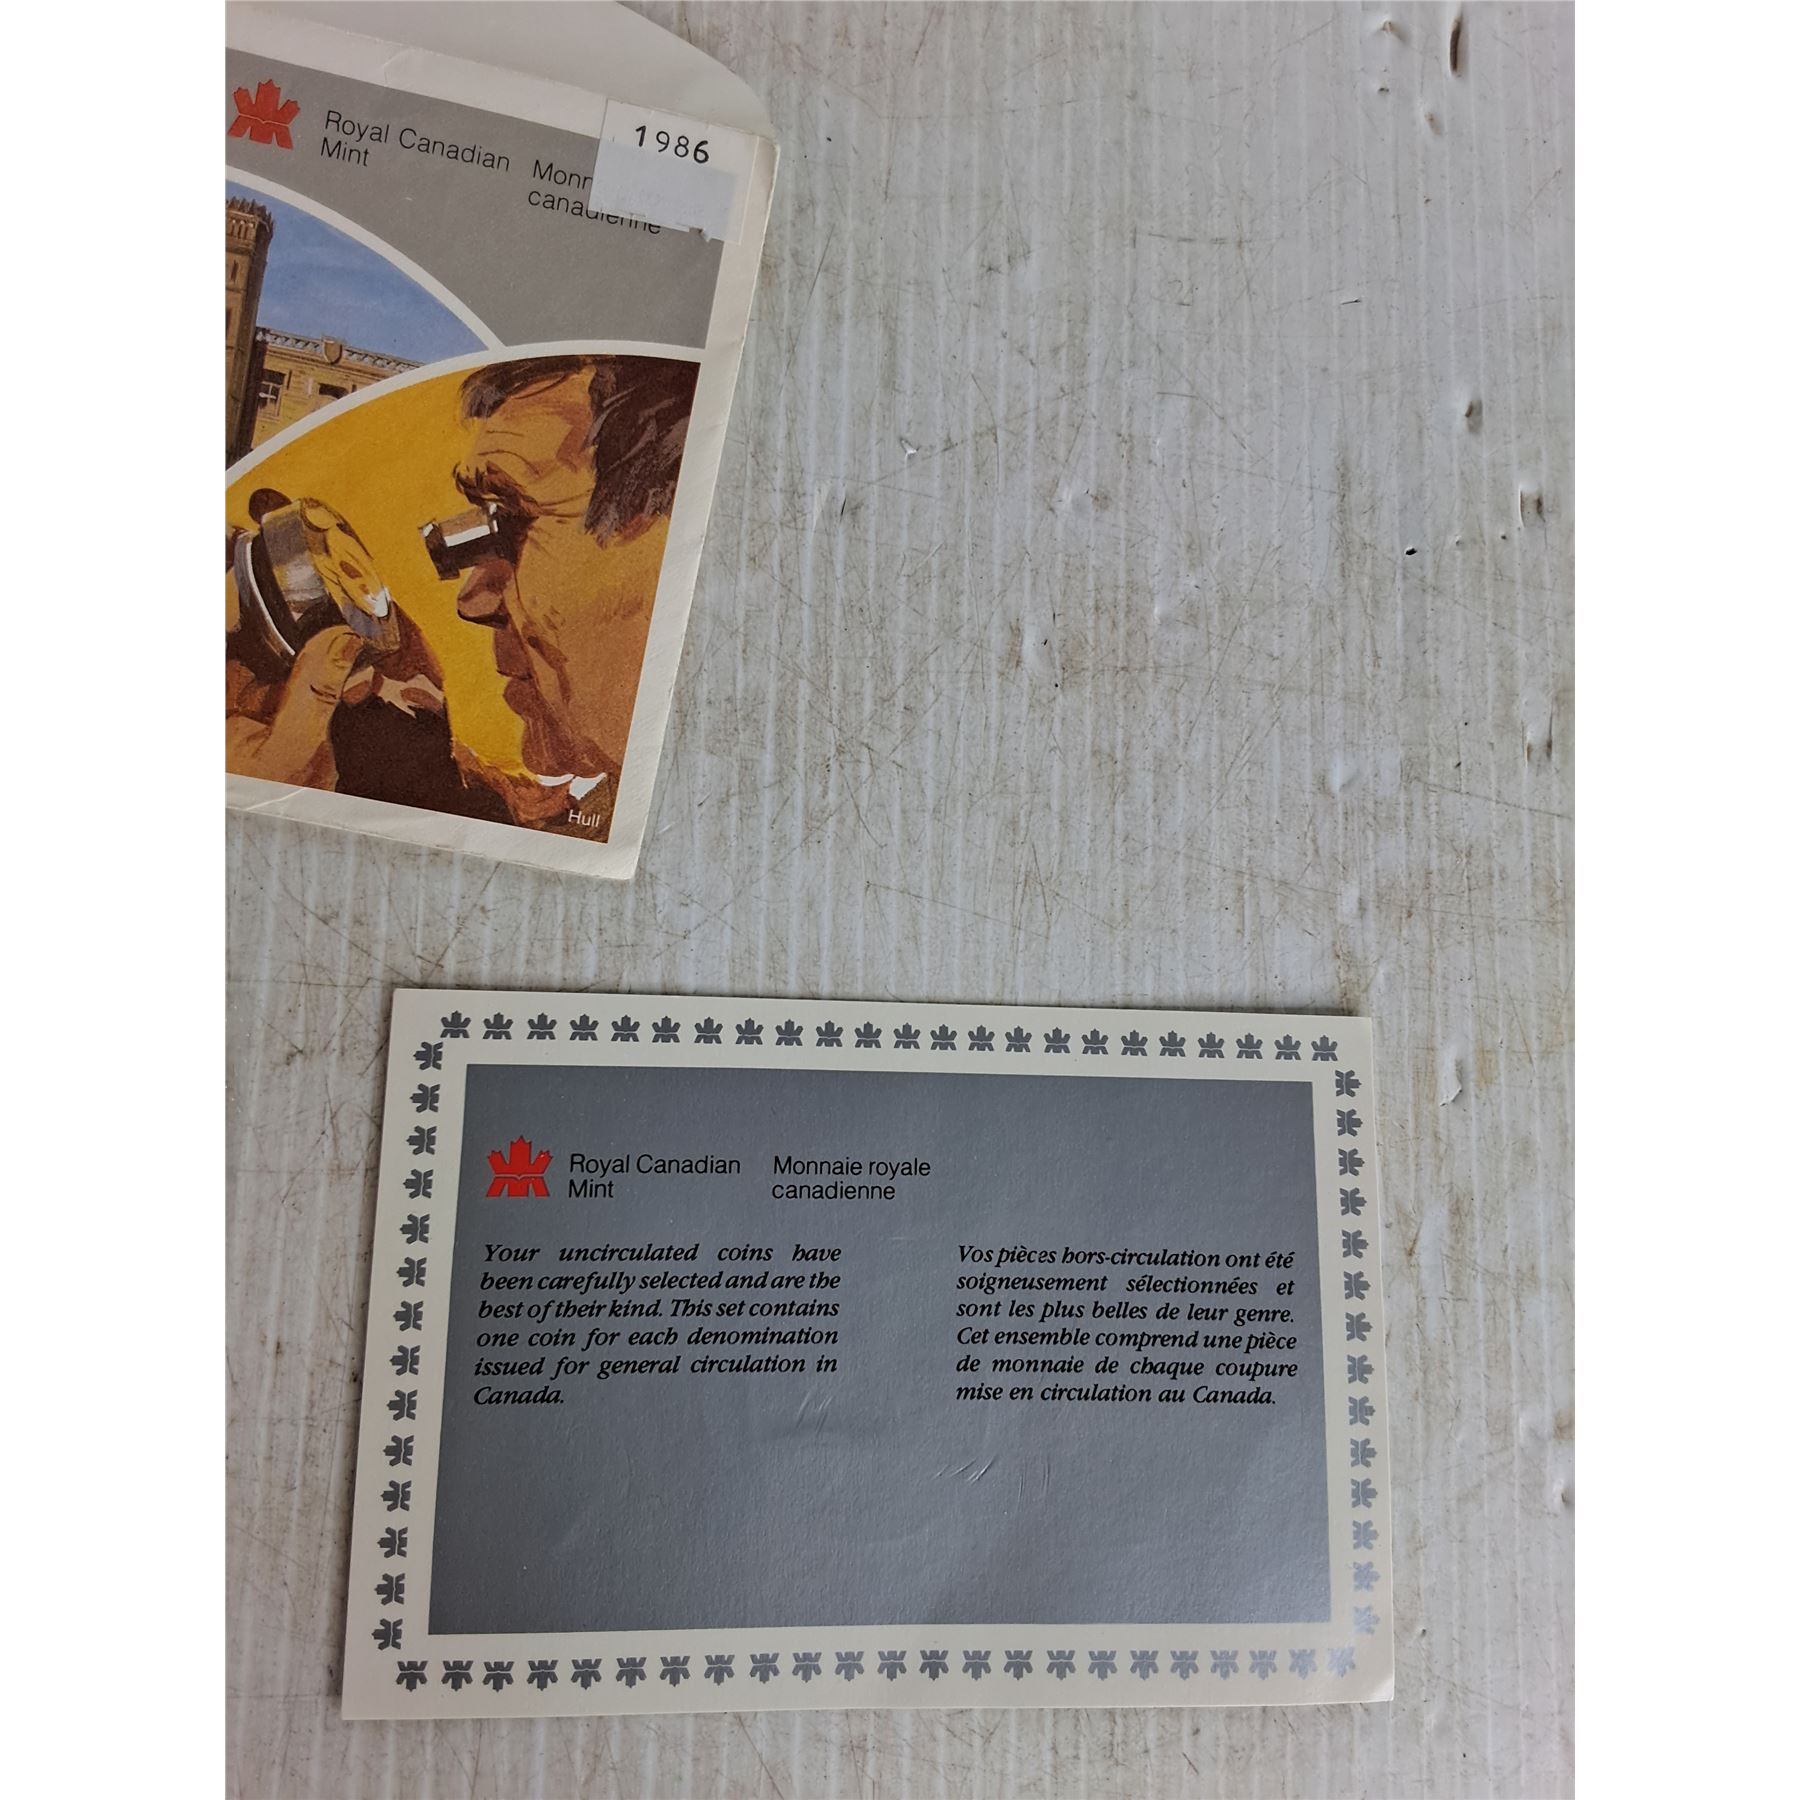 Royal Canadian
Mint
Monn
canadienne
1986
Hull
Royal Canadian
Mint
Monnaie royale
canadienne
Your uncirculated coins have
been carefully selected and are the
best of their kind. This set contains
one coin for each denomination
issued for general circulation in
Canada.
Vos pièces hors-circulation ont été
soigneusement sélectionnées et
sont les plus belles de leur genre.
Cet ensemble comprend une pièce
de monnaie de chaque coupure
mise en circulation au Canada.